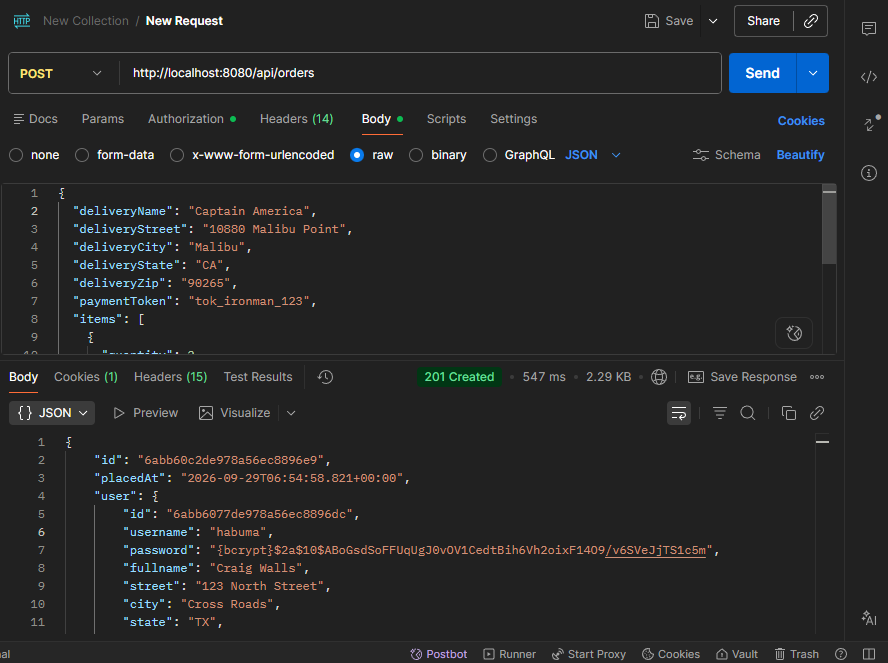 HTTP New Collection / New Request Save Share
POST http://localhost:8080/api/orders Send
Docs Params Authorization Headers (14) Body Scripts Settings Cookies
none form-data x-www-form-urlencoded raw binary GraphQL JSON Schema Beautify
1 {
2 "deliveryName": "Captain America",
3 "deliveryStreet": "10880 Malibu Point",
4 "deliveryCity": "Malibu",
5 "deliveryState": "CA",
6 "deliveryZip": "90265",
7 "paymentToken": "tok_ironman_123",
8 "items": [
9 {
Body Cookies (1) Headers (15) Test Results 201 Created • 547 ms • 2.29 KB • e.g. Save Response
{} JSON Preview Visualize
1 {
2 "id": "6abb60c2de978a56ec8896e9",
3 "placedAt": "2026-09-29T06:54:58.821+00:00",
4 "user": {
5 "id": "6abb6077de978a56ec8896dc",
6 "username": "habuma",
7 "password": "{bcrypt}$2a$10$ABoGsdSoFFUqUgJ0vOV1CedtBih6Vh2oixF14O9/v6SVeJjTS1c5m",
8 "fullname": "Craig Walls",
9 "street": "123 North Street",
10 "city": "Cross Roads",
11 "state": "TX",
AI
Postbot Runner Start Proxy Cookies Vault Trash